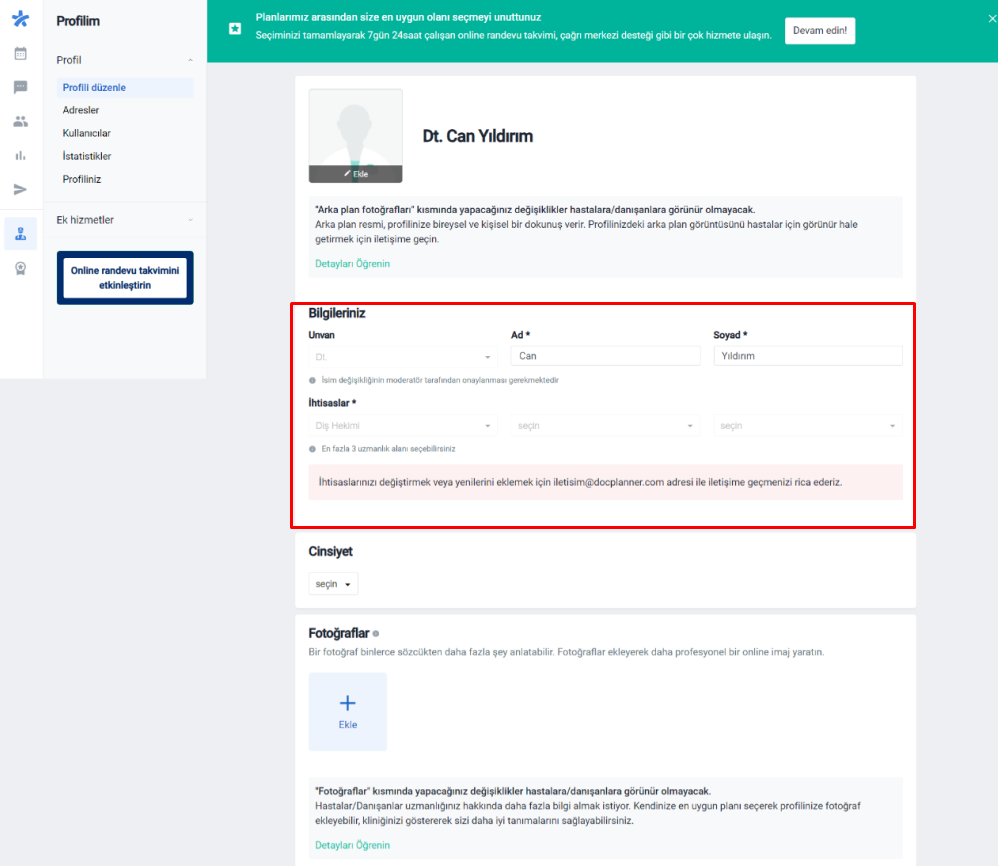 Profilim
Profil
Profili düzenle
Adresler
Kullanıcılar
İstatistikler
Profiliniz
Ek hizmetler
Online randevu takvimini
etkinleştirin
Planlarımız arasından size en uygun olanı seçmeyi unuttunuz
Seçiminizi tamamlayarak 7gün 24saat çalışan online randevu takvimi, çağrı merkezi desteği gibi bir çok hizmete ulaşın.
Devam edin!
Ekle
Dt. Can Yıldırım
"Arka plan fotoğrafları" kısmında yapacağınız değişiklikler hastalara/danışanlara görünür olmayacak.
Arka plan resmi, profilinize bireysel ve kişisel bir dokunuş verir. Profilinizdeki arka plan görüntüsünü hastalar için görünür hale
getirmek için iletişime geçin.
Detayları Öğrenin
Bilgileriniz
Unvan Ad * Soyad *
Dt. Can Yıldırım
İsim değişikliğinin moderatör tarafından onaylanması gerekmektedir
İhtisaslar *
Diş Hekimi seçin seçin
En fazla 3 uzmanlık alanı seçebilirsiniz
İhtisaslarınızı değiştirmek veya yenilerini eklemek için iletisim@docplanner.com adresi ile iletişime geçmenizi rica ederiz.
Cinsiyet
seçin
Fotoğraflar
Bir fotoğraf binlerce sözcükten daha fazla şey anlatabilir. Fotoğraflar ekleyerek daha profesyonel bir online imaj yaratın.
Ekle
"Fotoğraflar" kısmında yapacağınız değişiklikler hastalara/danışanlara görünür olmayacak.
Hastalar/Danışanlar uzmanlığınız hakkında daha fazla bilgi almak istiyor. Kendinize en uygun planı seçerek profilinize fotoğraf
ekleyebilir, kliniğinizi göstererek sizi daha iyi tanımalarını sağlayabilirsiniz.
Detayları Öğrenin